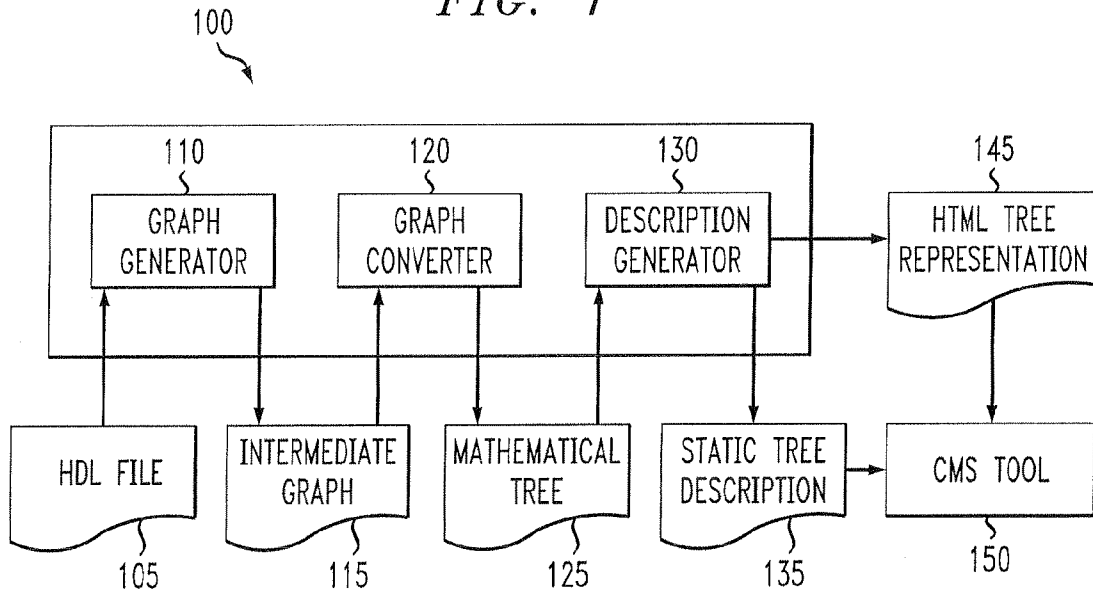 FIG. 1
100
110
120
130
145
GRAPH
GENERATOR
GRAPH
CONVERTER
DESCRIPTION
GENERATOR
HTML TREE
REPRESENTATION
HDL FILE
INTERMEDIATE
GRAPH
MATHEMATICAL
TREE
STATIC TREE
DESCRIPTION
CMS TOOL
105
115
125
135
150